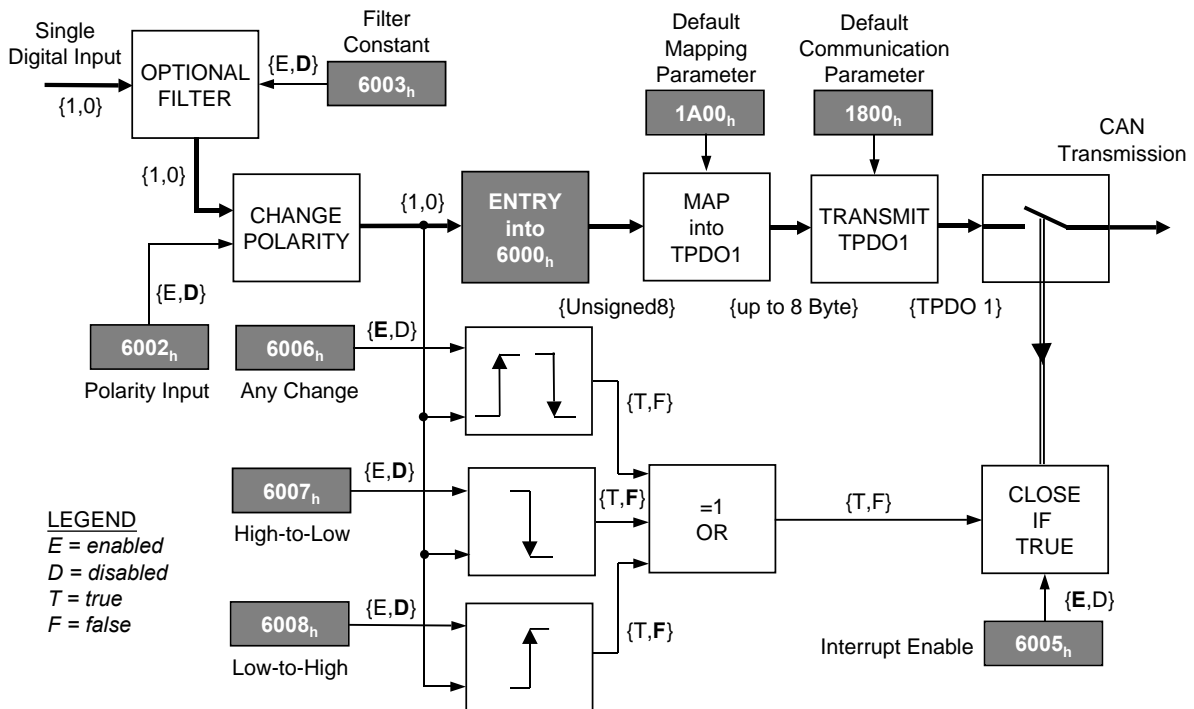 Single
Digital Input
{1,0}
OPTIONAL
FILTER
{E,D}
Filter
Constant
6003h
Default
Mapping
Parameter
1A00h
Default
Communication
Parameter
1800h
CAN
Transmission
{1,0}
CHANGE
POLARITY
{1,0}
ENTRY
into
6000h
MAP
into
TPDO1
TRANSMIT
TPDO1
{Unsigned8}
{up to 8 Byte}
{TPDO 1}
{E,D}
6002h
Polarity Input
6006h
Any Change
{E,D}
{T,F}
6007h
High-to-Low
{E,D}
{T,F}
=1
OR
{T,F}
CLOSE
IF
TRUE
6008h
Low-to-High
{E,D}
{T,F}
{E,D}
Interrupt Enable
6005h
LEGEND
E = enabled
D = disabled
T = true
F = false